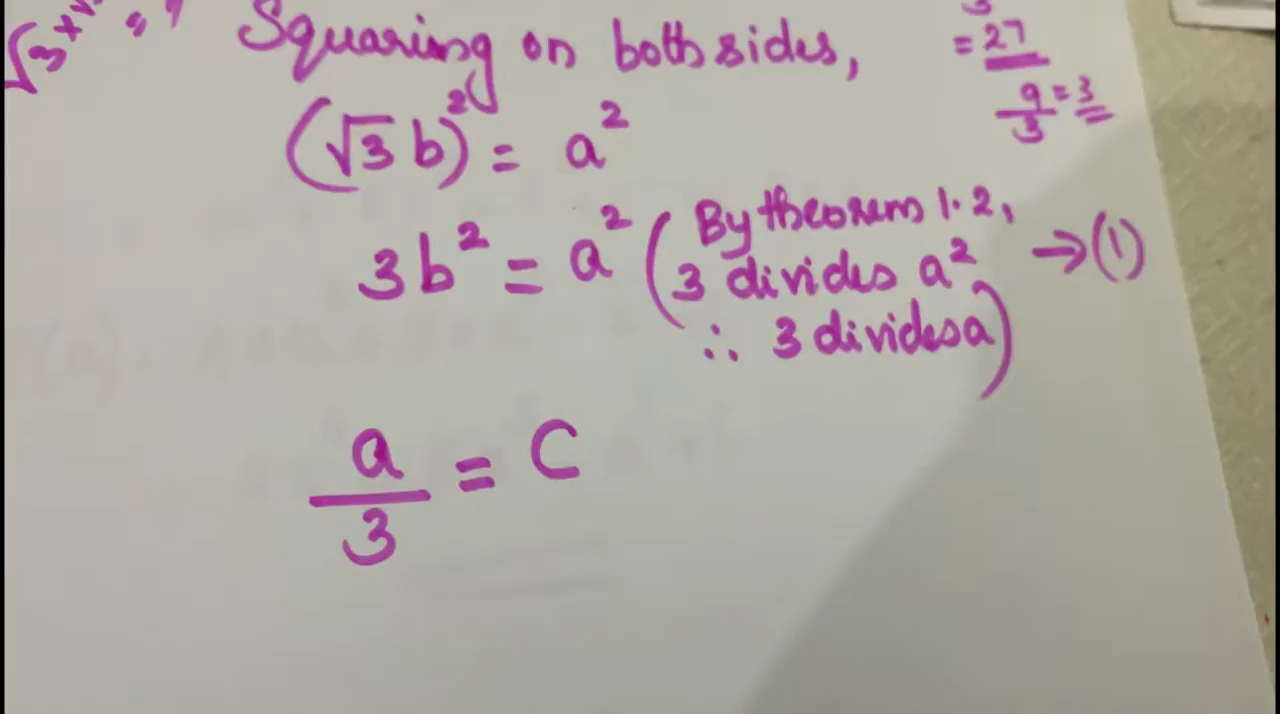 Squaring on both sides,
= 27
9/3 = 3
(√3 b)² = a²
3b² = a² (By theorem 1.2, 3 divides a² → (1)
∴ 3 divides a)
a/3 = C